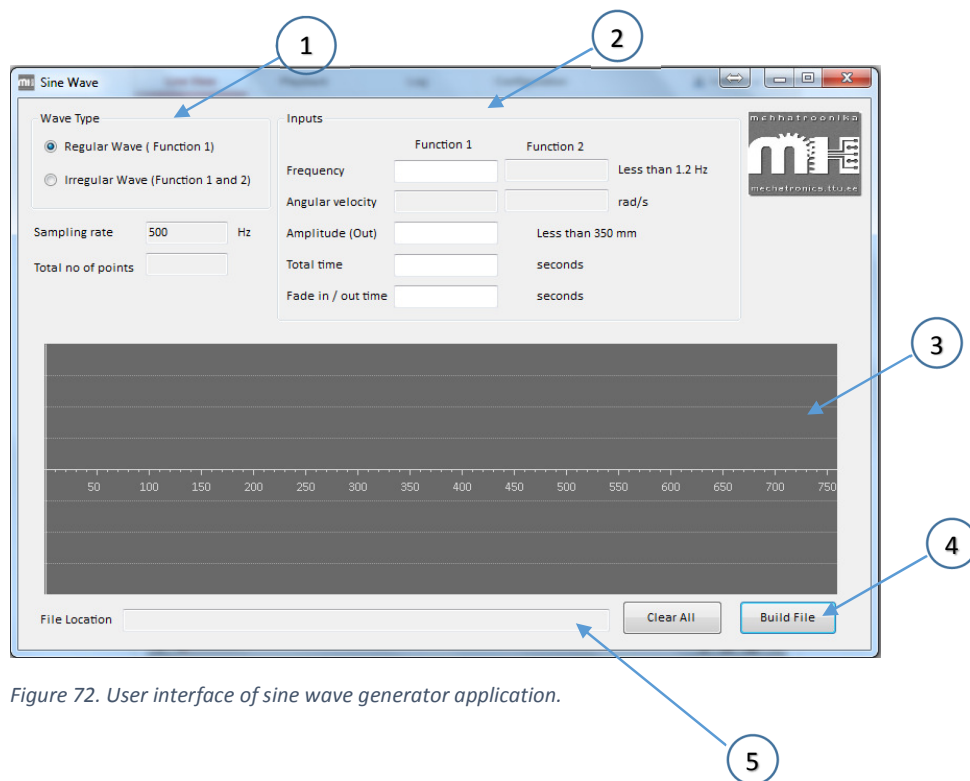 1
2
Sine Wave
Wave Type
Regular Wave ( Function 1)
Irregular Wave (Function 1 and 2)
Sampling rate 500 Hz
Total no of points
Inputs
Function 1 Function 2
Frequency Less than 1.2 Hz
Angular velocity rad/s
Amplitude (Out) Less than 350 mm
Total time seconds
Fade in / out time seconds
mehhatroonika
mechatronics.ttu.ee
3
50 100 150 200 250 300 350 400 450 500 550 600 650 700 750
4
File Location Clear All Build File
Figure 72. User interface of sine wave generator application.
5